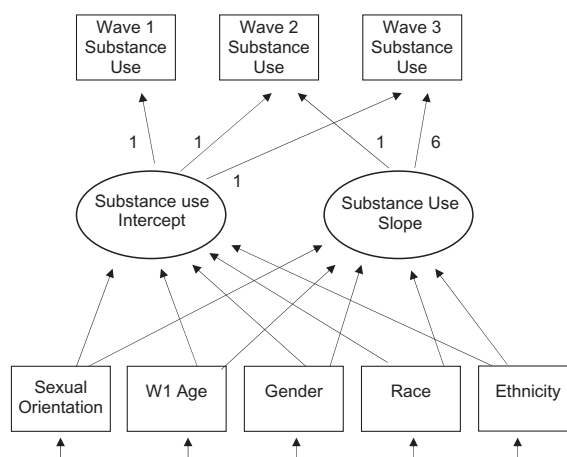 Wave 1
Substance
Use
Wave 2
Substance
Use
Wave 3
Substance
Use
1
1
1
1
6
Substance use
Intercept
Substance Use
Slope
Sexual
Orientation
W1 Age
Gender
Race
Ethnicity